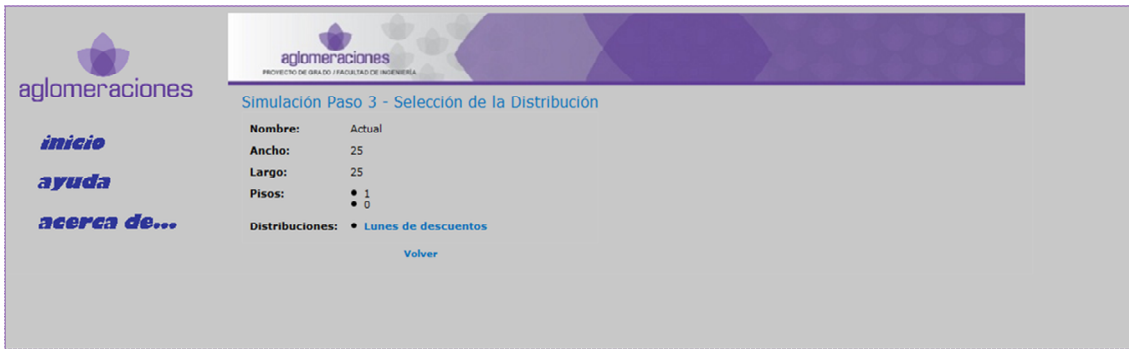 aglomeraciones
inicio
ayuda
acerca de...
aglomeraciones
PROYECTO DE GRADO / FACULTAD DE INGENIERÍA
Simulación Paso 3 - Selección de la Distribución
Nombre: Actual
Ancho: 25
Largo: 25
Pisos: • 1
• 0
Distribuciones: • Lunes de descuentos
Volver